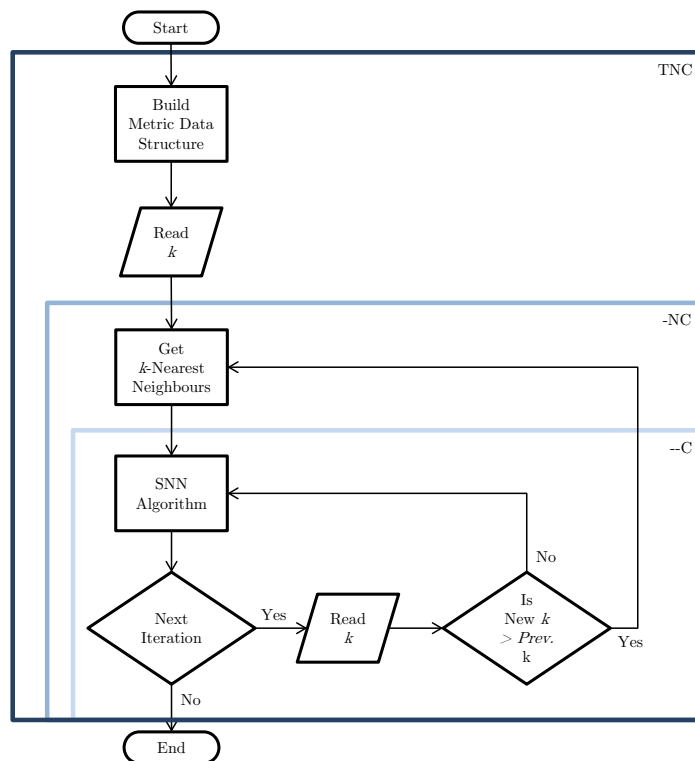 Start
TNC
Build
Metric Data
Structure
Read
k
-NC
Get
k-Nearest
Neighbours
--C
SNN
Algorithm
No
Next
Iteration
Yes
Read
k
Is
New k
> Prev.
k
Yes
No
End